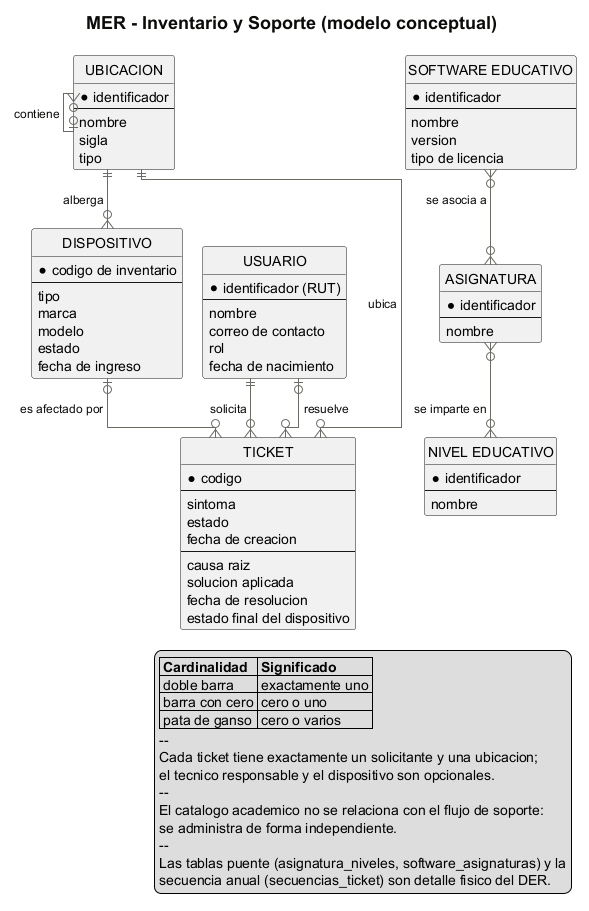 MER - Inventario y Soporte (modelo conceptual)
UBICACION
identificador
nombre
sigla
tipo
contiene
SOFTWARE EDUCATIVO
identificador
nombre
version
tipo de licencia
alberga
se asocia a
DISPOSITIVO
codigo de inventario
tipo
marca
modelo
estado
fecha de ingreso
USUARIO
identificador (RUT)
nombre
correo de contacto
rol
fecha de nacimiento
ubica
ASIGNATURA
identificador
nombre
es afectado por
solicita
resuelve
se imparte en
TICKET
codigo
sintoma
estado
fecha de creacion
causa raiz
solucion aplicada
fecha de resolucion
estado final del dispositivo
NIVEL EDUCATIVO
identificador
nombre
Cardinalidad Significado
doble barra exactamente uno
barra con cero cero o uno
pata de ganso cero o varios
--
Cada ticket tiene exactamente un solicitante y una ubicacion;
el tecnico responsable y el dispositivo son opcionales.
--
El catalogo academico no se relaciona con el flujo de soporte:
se administra de forma independiente.
--
Las tablas puente (asignatura_niveles, software_asignaturas) y la
secuencia anual (secuencias_ticket) son detalle fisico del DER.